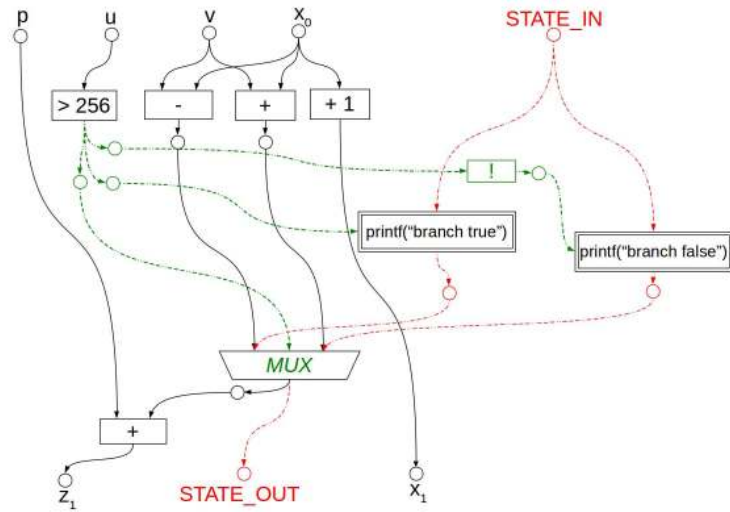 p u v x₀ STATE_IN
> 256 - + + 1
!
printf("branch true")
printf("branch false")
MUX
+
z₁ STATE_OUT x₁